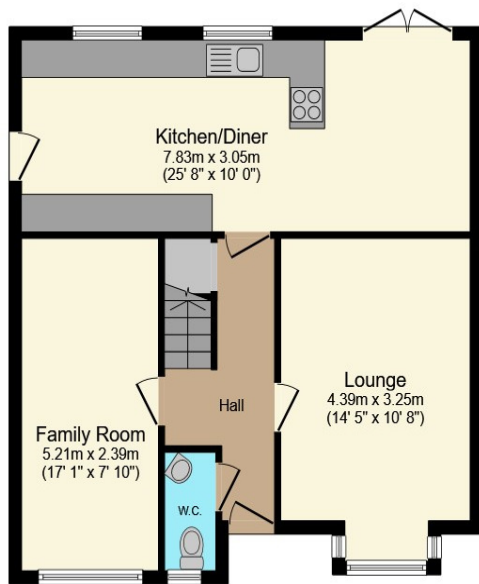 Kitchen/Diner
7.83m x 3.05m
(25' 8" x 10' 0")
Lounge
4.39m x 3.25m
(14' 5" x 10' 8")
Hall
Family Room
5.21m x 2.39m
(17' 1" x 7' 10")
W.C.